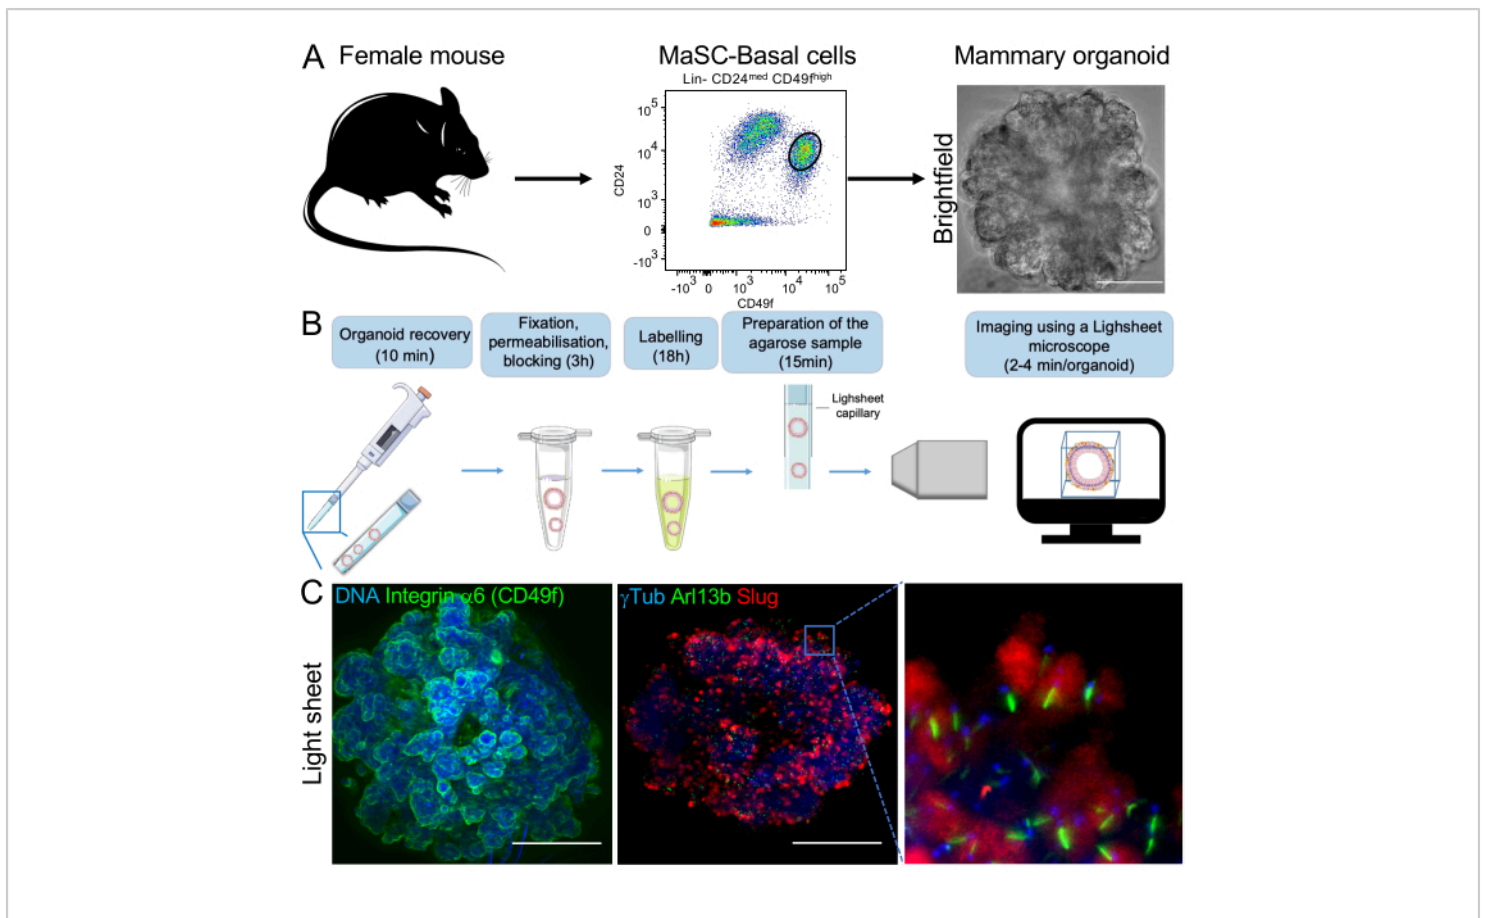 A
Female mouse
MaSC-Basal cells
Lin- CD24med CD49fhigh
CD24
10^5
10^4
10^3
0
-10^3
-10^3 0 10^3 10^4 10^5
CD49f
Mammary organoid
Brightfield
B
Organoid recovery
(10 min)
Fixation,
permeabilisation,
blocking (3h)
Labelling
(18h)
Preparation of the
agarose sample
(15min)
Imaging using a Lighsheet
microscope
(2-4 min/organoid)
Lighsheet
capillary
C
Light sheet
DNA Integrin α6 (CD49f)
γTub Arl13b Slug